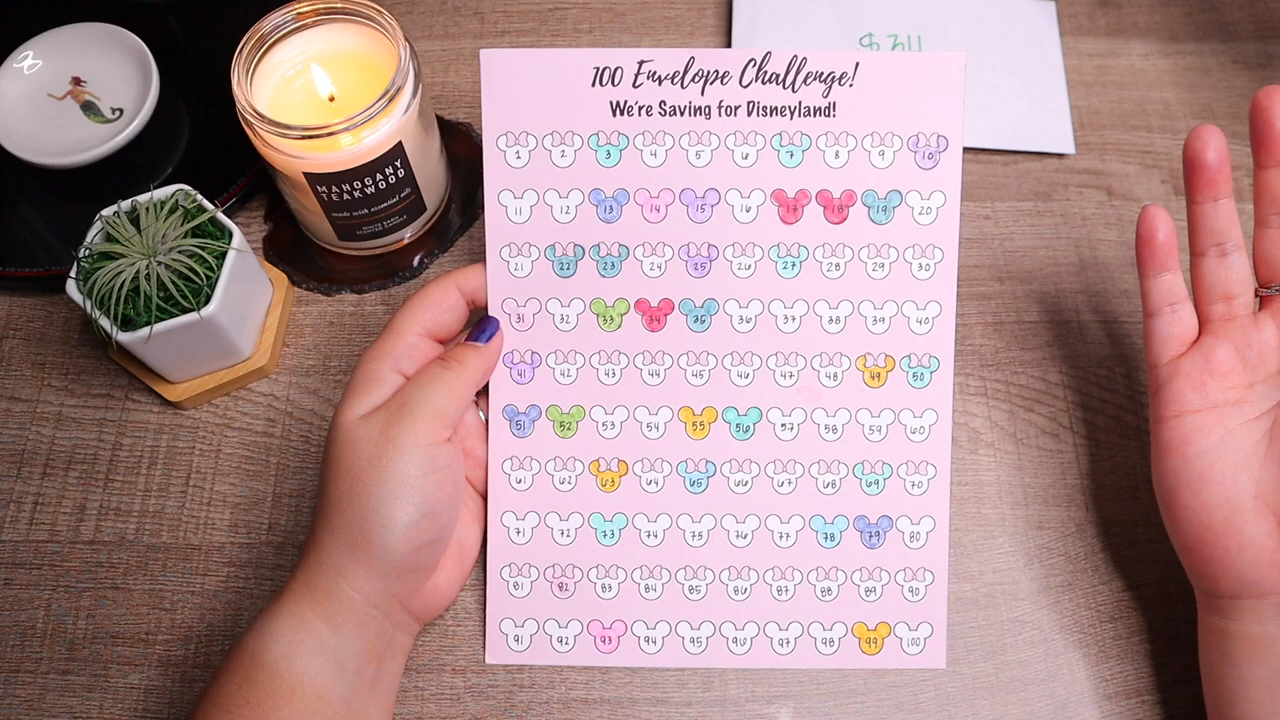 $ 34
100 Envelope Challenge!
We're Saving for Disneyland!
1 2 3 4 5 6 7 8 9 10
11 12 13 14 15 16 17 18 19 20
21 22 23 24 25 26 27 28 29 30
31 32 33 34 35 36 37 38 39 40
41 42 43 44 45 46 47 48 49 50
51 52 53 54 55 56 57 58 59 60
61 62 63 64 65 66 67 68 69 70
71 72 73 74 75 76 77 78 79 80
81 82 83 84 85 86 87 88 89 90
91 92 93 94 95 96 97 98 99 100
MAHOGANY
TEAKWOOD
made with essential oils
WHITE BARN
SCENTED CANDLE